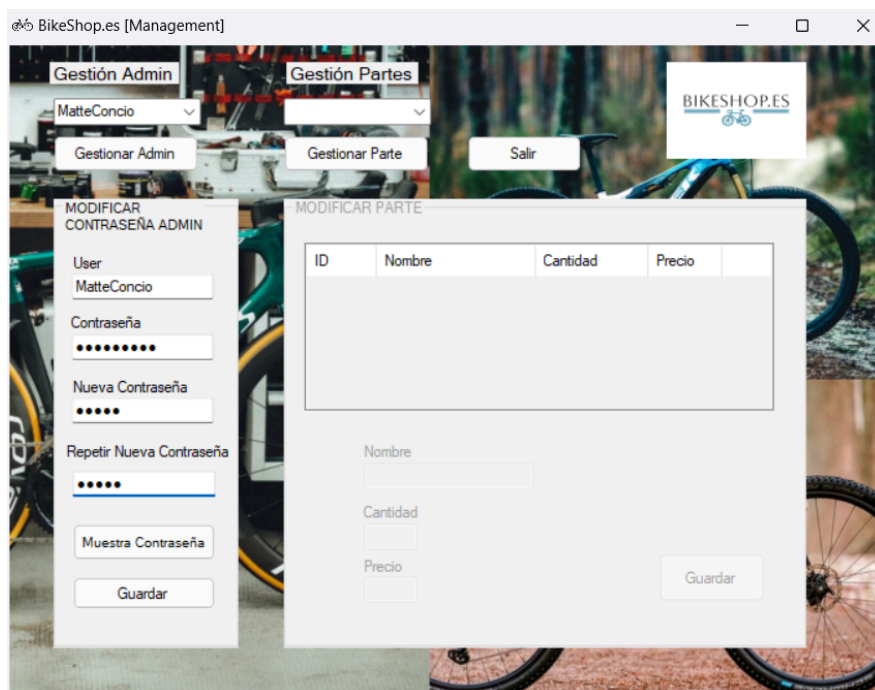 BikeShop.es [Management]
Gestión Admin
Gestión Partes
MatteConcio
BIKESHOP.ES
Gestionar Admin
Gestionar Parte
Salir
MODIFICAR
CONTRASEÑA ADMIN
MODIFICAR PARTE
User
MatteConcio
Contraseña
●●●●●●●●●
Nueva Contraseña
●●●●●
Repetir Nueva Contraseña
●●●●●
Muestra Contraseña
Guardar
ID Nombre Cantidad Precio
Nombre
Cantidad
Precio
Guardar